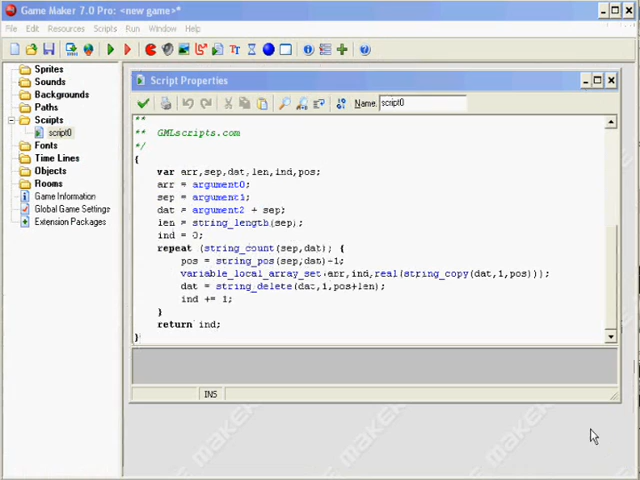 Game Maker 7.0 Pro: <new game>*
File Edit Resources Scripts Run Window Help
Sprites
Sounds
Backgrounds
Paths
Scripts
script0
Fonts
Time Lines
Objects
Rooms
Game Information
Global Game Settings
Extension Packages
Script Properties
Name: script0
**
** GMLscripts.com
*/
{
var arr,sep,dat,len,ind,pos;
arr = argument0;
sep = argument1;
dat = argument2 + sep;
len = string_length(sep);
ind = 0;
repeat (string_count(sep,dat)) {
pos = string_pos(sep,dat)-1;
variable_local_array_set(arr,ind,real(string_copy(dat,1,pos)));
dat = string_delete(dat,1,pos+len);
ind += 1;
}
return ind;
}
INS